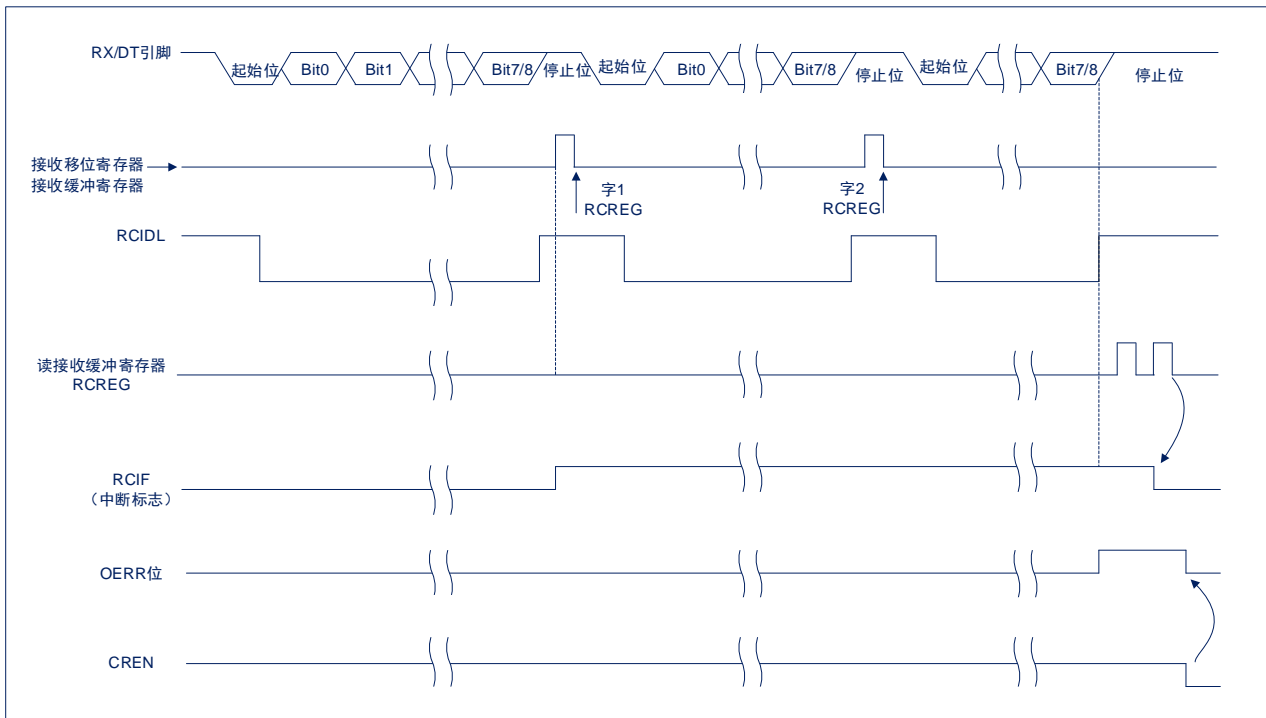 RX/DT引脚
起始位 Bit0 Bit1 Bit7/8 停止位 起始位 Bit0 Bit7/8 停止位 起始位 Bit7/8 停止位
接收移位寄存器
接收缓冲寄存器
字1
RCREG
字2
RCREG
RCIDL
读接收缓冲寄存器
RCREG
RCIF
（中断标志）
OERR位
CREN